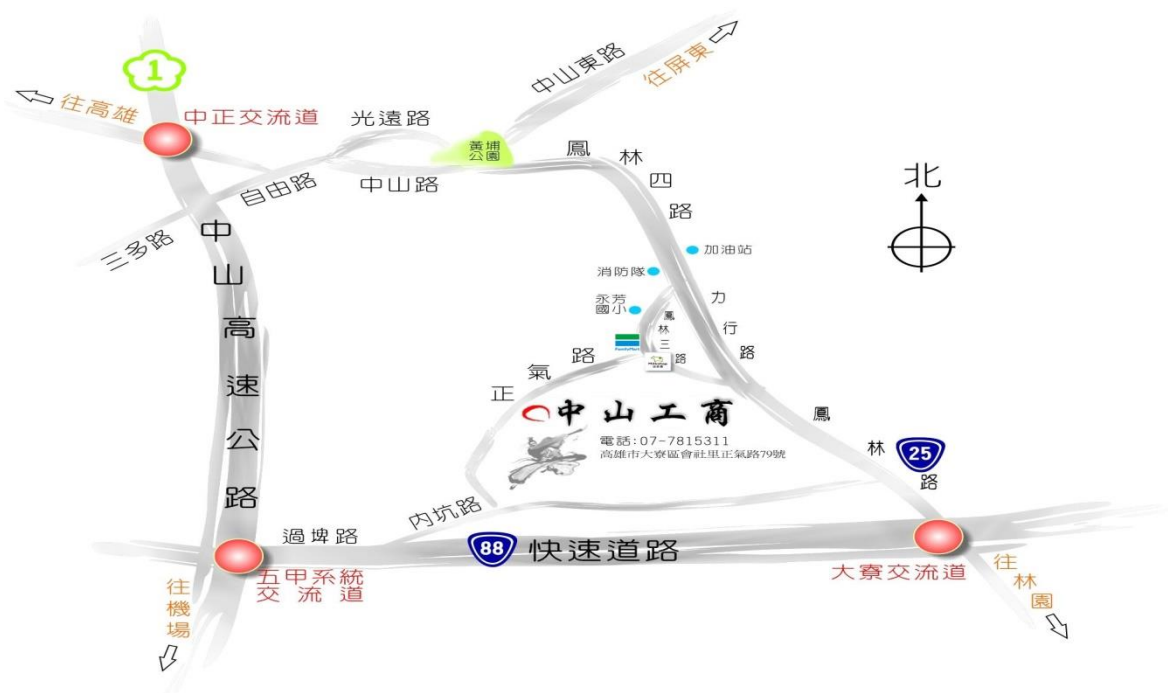 1
往高雄
中正交流道
光遠路
黃埔
公園
中山東路
往屏東
自由路
中山路
三多路
鳳林四路
北
加油站
消防隊
永芳
國小
力行路
鳳林三路
FamilyMart
正氣路
中山高速公路
中山工商
電話:07-7815311
高雄市大寮區會社里正氣路79號
鳳林路
25
內坑路
過埤路
88
快速道路
五甲系統
交流道
大寮交流道
往機場
往林園